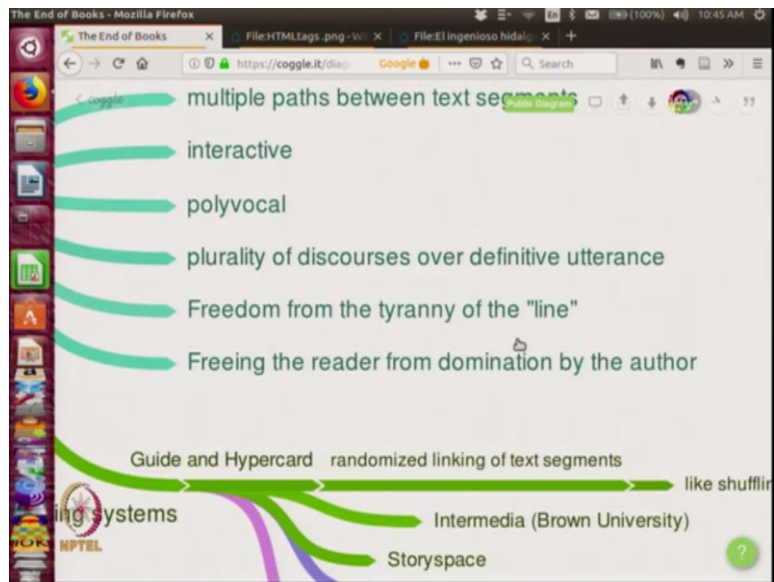 The End of Books - Mozilla Firefox
En (100%) 10:45 AM
The End of Books × File:HTMLtags .png - Wi × File:El ingenioso hidalg × +
https://coggle.it/diag Google Search
coggle
multiple paths between text segments
Public Diagram
interactive
polyvocal
plurality of discourses over definitive utterance
Freedom from the tyranny of the "line"
Freeing the reader from domination by the author
Guide and Hypercard randomized linking of text segments
like shufflin
ing systems
Intermedia (Brown University)
NPTEL
Storyspace
?